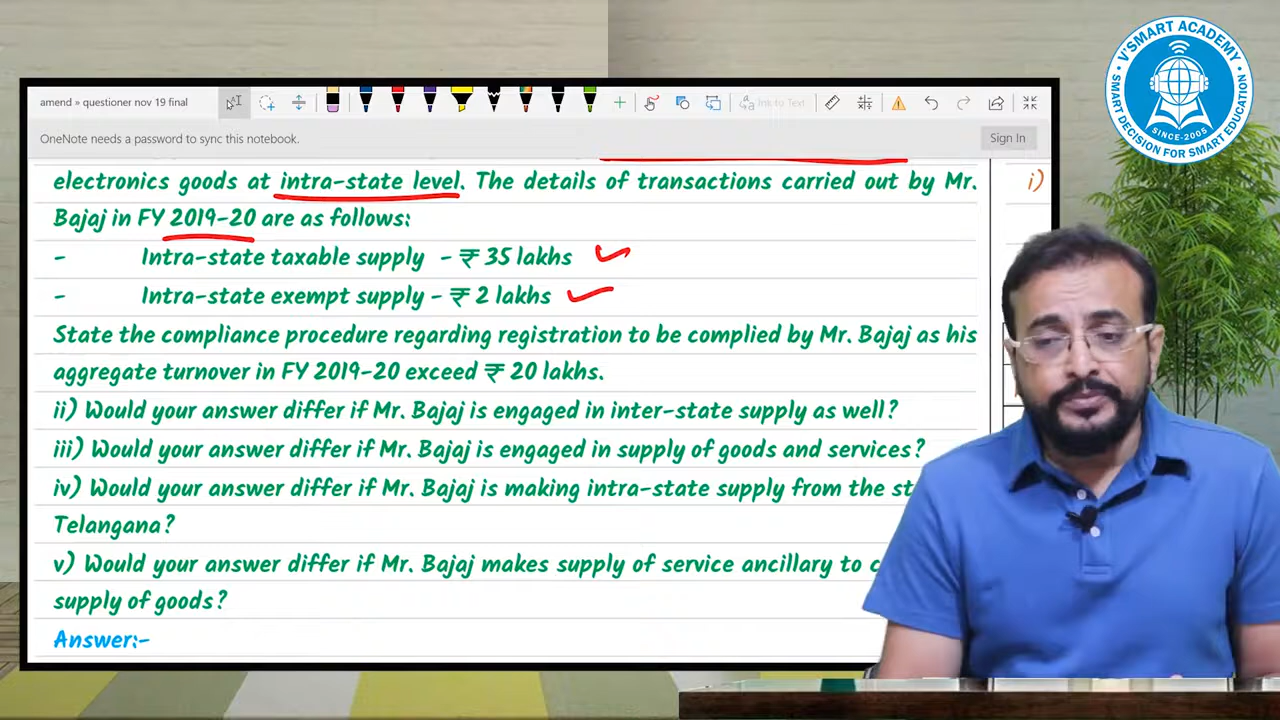 amend » questioner nov 19 final
Ink to Text
OneNote needs a password to sync this notebook.
Sign In
electronics goods at intra-state level. The details of transactions carried out by Mr.
i)
Bajaj in FY 2019-20 are as follows:
- Intra-state taxable supply - ₹ 35 lakhs
- Intra-state exempt supply - ₹ 2 lakhs
State the compliance procedure regarding registration to be complied by Mr. Bajaj as his
aggregate turnover in FY 2019-20 exceed ₹ 20 lakhs.
ii) Would your answer differ if Mr. Bajaj is engaged in inter-state supply as well?
iii) Would your answer differ if Mr. Bajaj is engaged in supply of goods and services?
iv) Would your answer differ if Mr. Bajaj is making intra-state supply from the st
Telangana?
v) Would your answer differ if Mr. Bajaj makes supply of service ancillary to c
supply of goods?
Answer:-
V'SMART ACADEMY
SMART DECISION FOR SMART EDUCATION
SINCE-2005